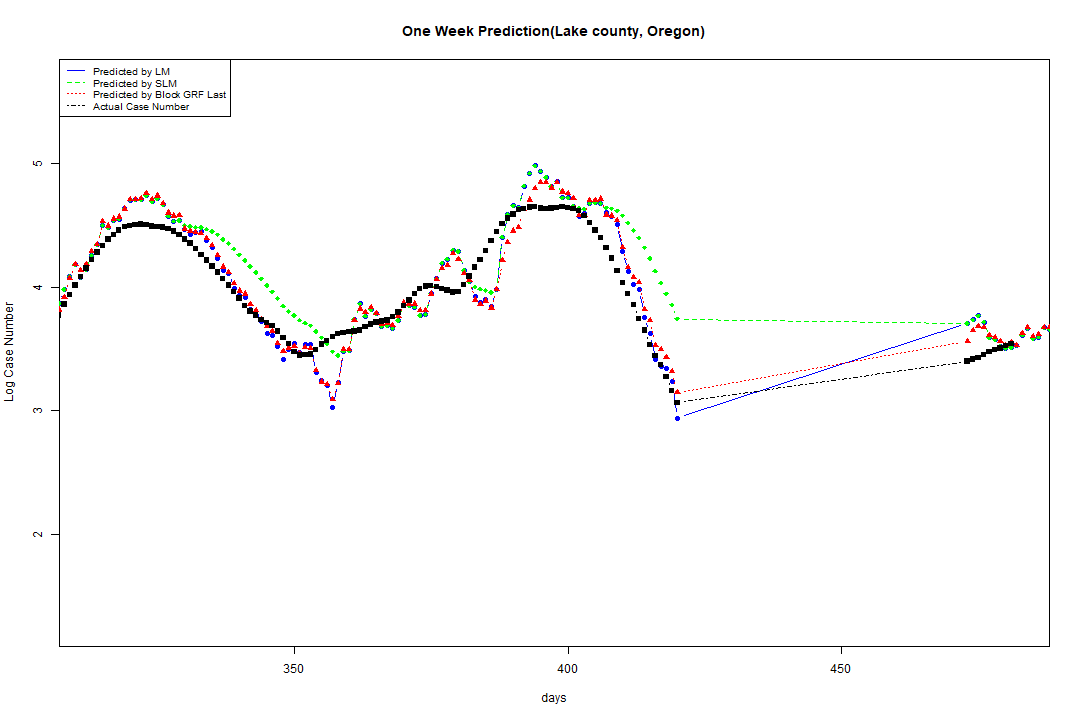 One Week Prediction(Lake county, Oregon)
Predicted by LM
Predicted by SLM
Predicted by Block GRF Last
Actual Case Number
5
4
3
2
Log Case Number
350 400 450
days